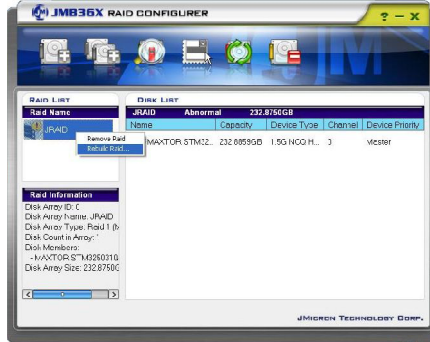 JMB36X RAID CONFIGURER
? - X
RAID LIST
DISK LIST
Raid Name
JRAID Abnormal 232.8750GB
Name Capacity Device Type Channel Device Priority
JRAID
MAXTOR STM32.. 232.8859GB 1.5G NCQ H... Master
Remove Raid
Rebuild Raid...
Raid Information
Disk Array ID:
Disk Array Name: JRAID
Disk Array Type: Raid 1
Disk Count in Array:
Disk Members:
- MAXTOR
Disk Array Size: 232.8750G
JMICRON TECHNOLOGY CORP.